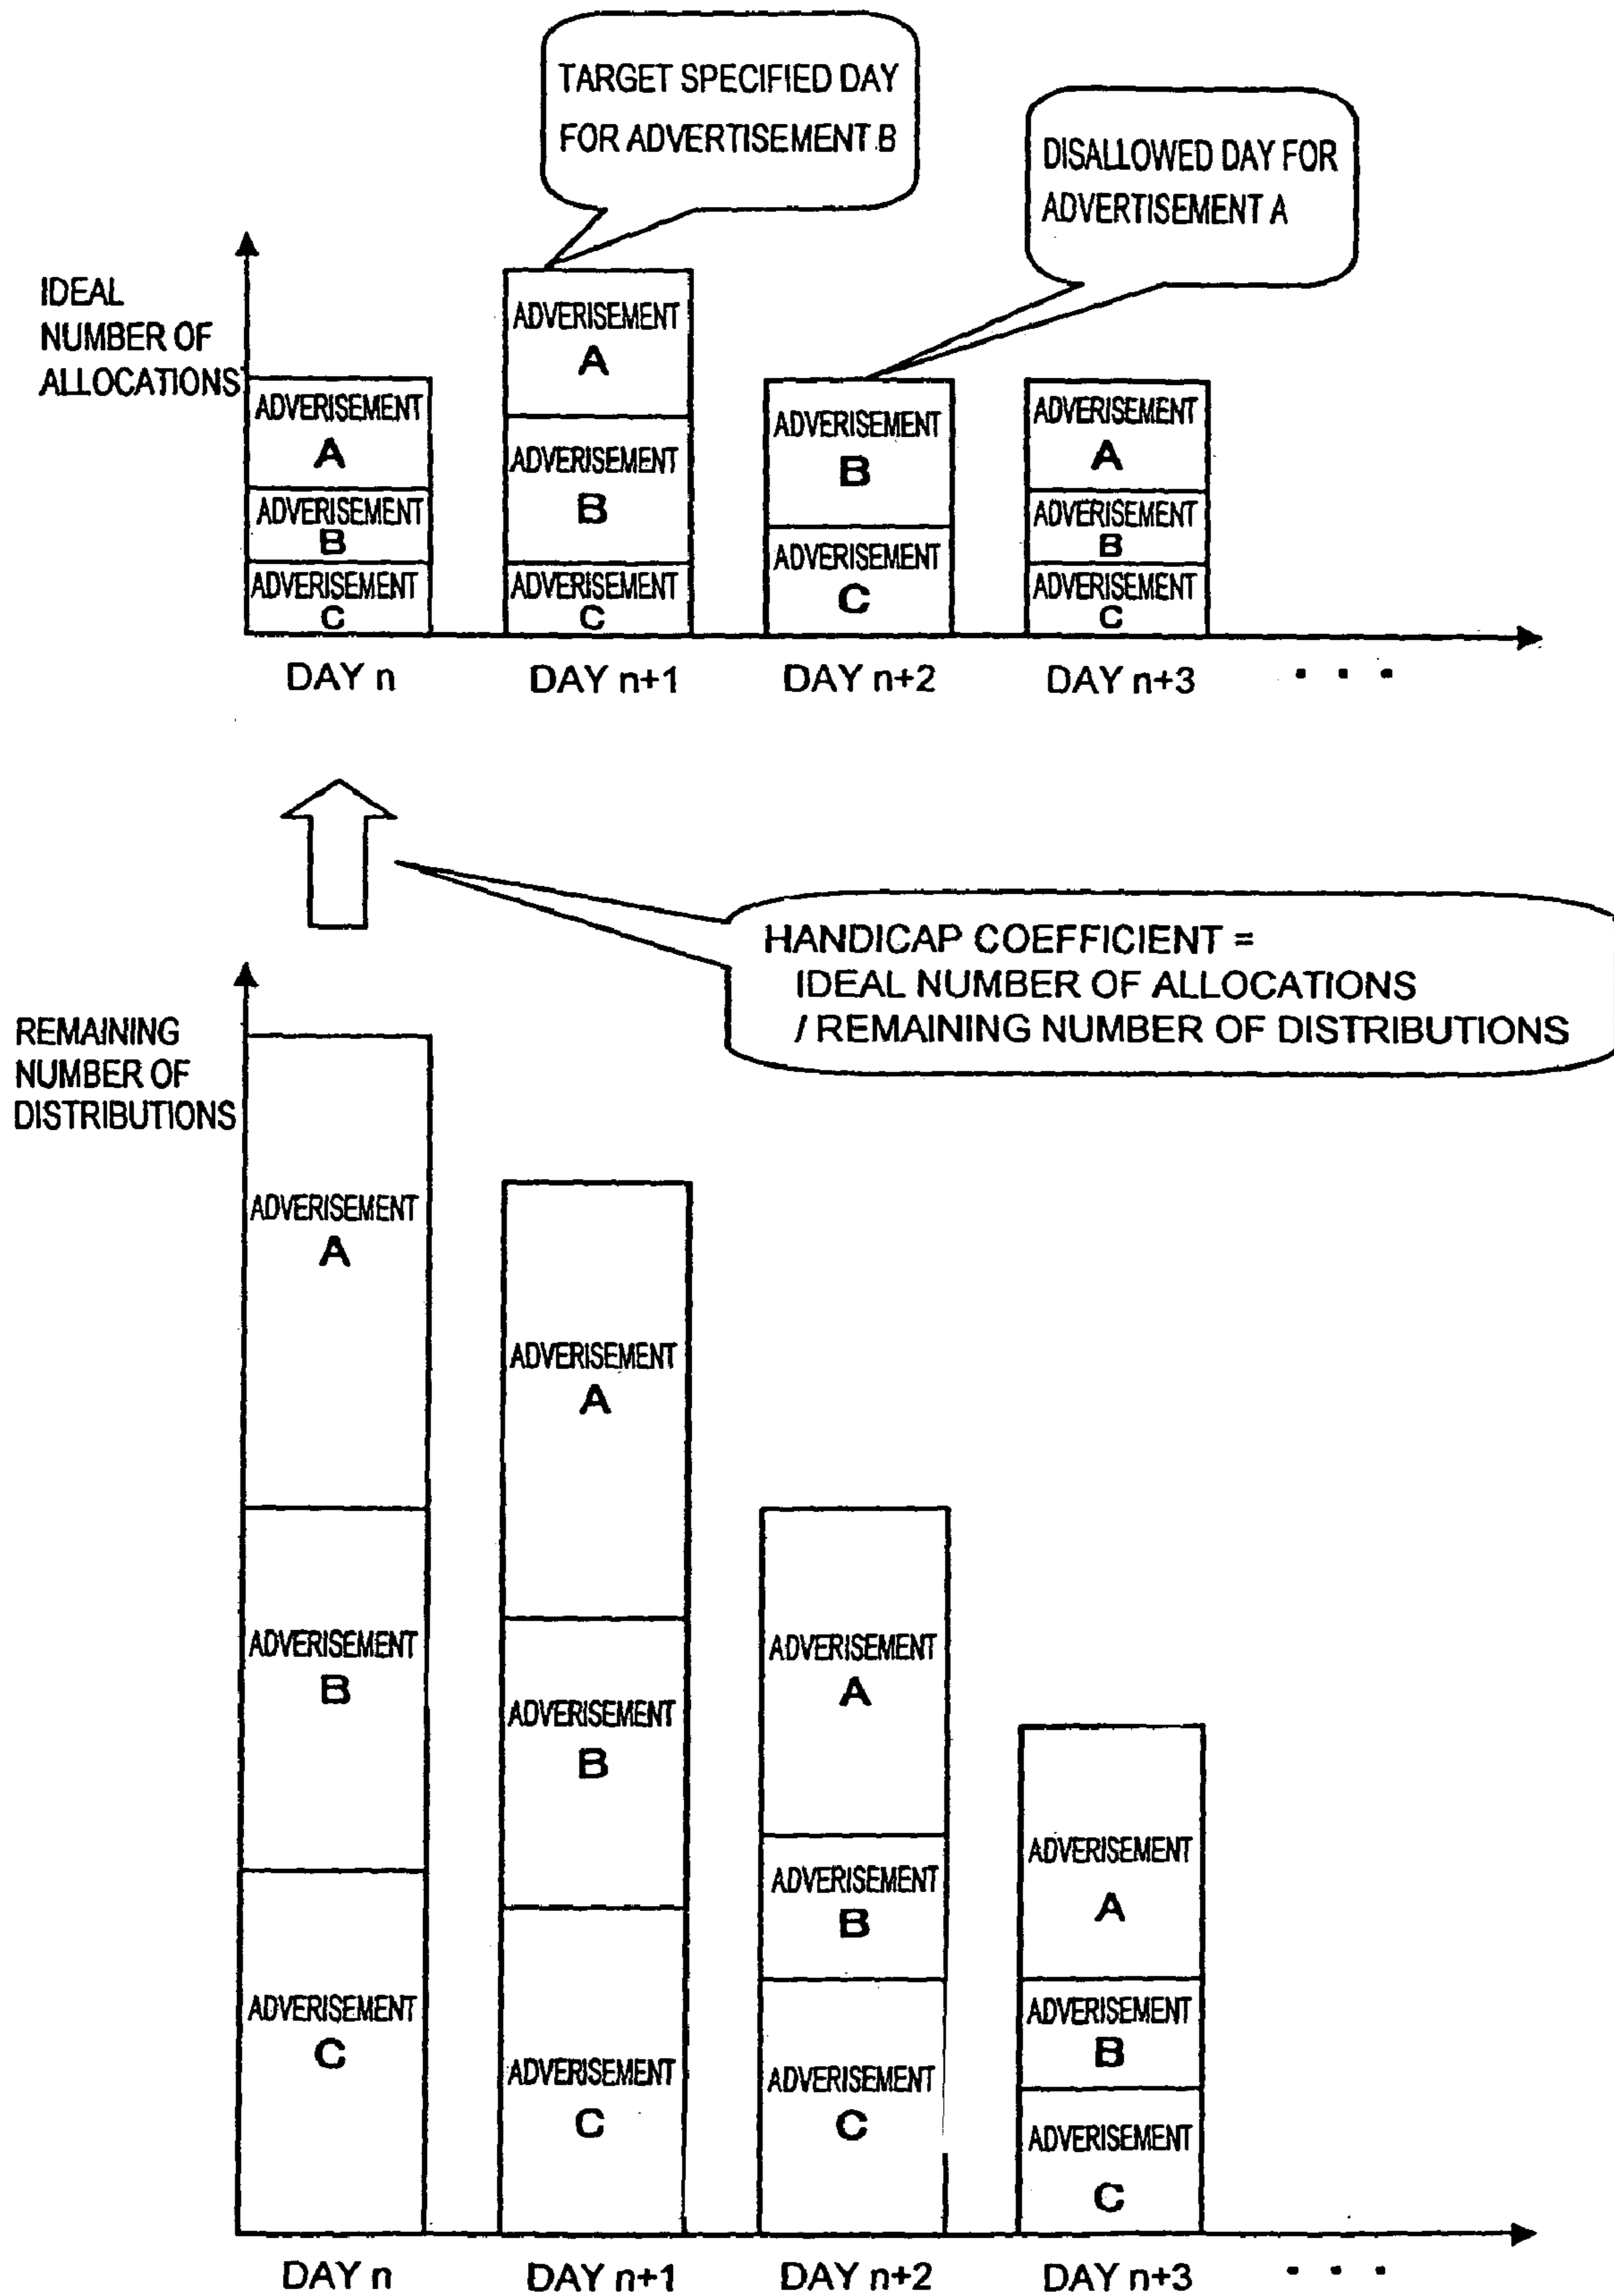 TARGET SPECIFIED DAY
FOR ADVERTISEMENT B
DISALLOWED DAY FOR
ADVERTISEMENT A
IDEAL
NUMBER OF
ALLOCATIONS
ADVERISEMENT
A
ADVERISEMENT
B
ADVERISEMENT
C
ADVERISEMENT
A
ADVERISEMENT
B
ADVERISEMENT
C
ADVERISEMENT
B
ADVERISEMENT
C
ADVERISEMENT
A
ADVERISEMENT
B
ADVERISEMENT
C
DAY n
DAY n+1
DAY n+2
DAY n+3
. . .
HANDICAP COEFFICIENT =
IDEAL NUMBER OF ALLOCATIONS
/ REMAINING NUMBER OF DISTRIBUTIONS
REMAINING
NUMBER OF
DISTRIBUTIONS
ADVERISEMENT
A
ADVERISEMENT
B
ADVERISEMENT
C
ADVERISEMENT
A
ADVERISEMENT
B
ADVERISEMENT
C
ADVERISEMENT
A
ADVERISEMENT
B
ADVERISEMENT
C
ADVERISEMENT
A
ADVERISEMENT
B
ADVERISEMENT
C
DAY n
DAY n+1
DAY n+2
DAY n+3
. . .